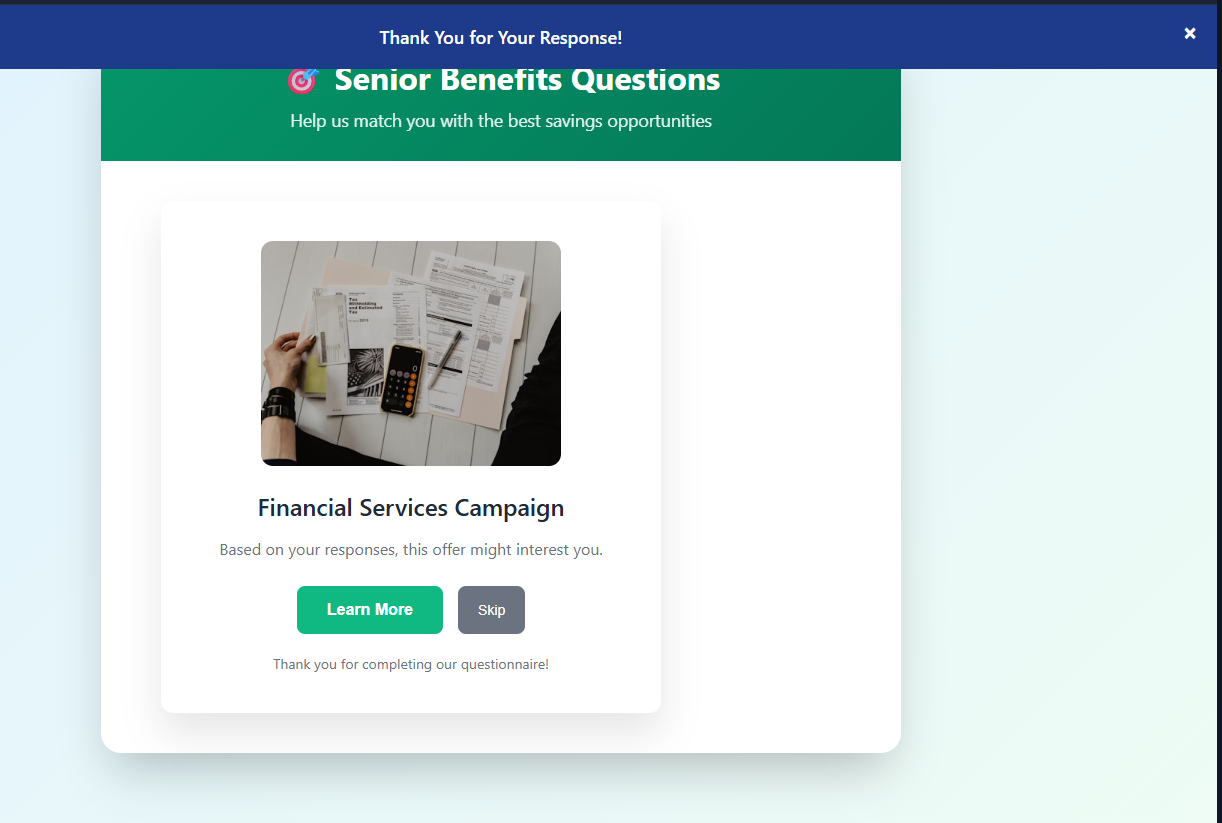 Thank You for Your Response!
×
🎯 Senior Benefits Questions
Help us match you with the best savings opportunities
Tax
Withholding
and Estimated
Tax
Financial Services Campaign
Based on your responses, this offer might interest you.
Learn More
Skip
Thank you for completing our questionnaire!